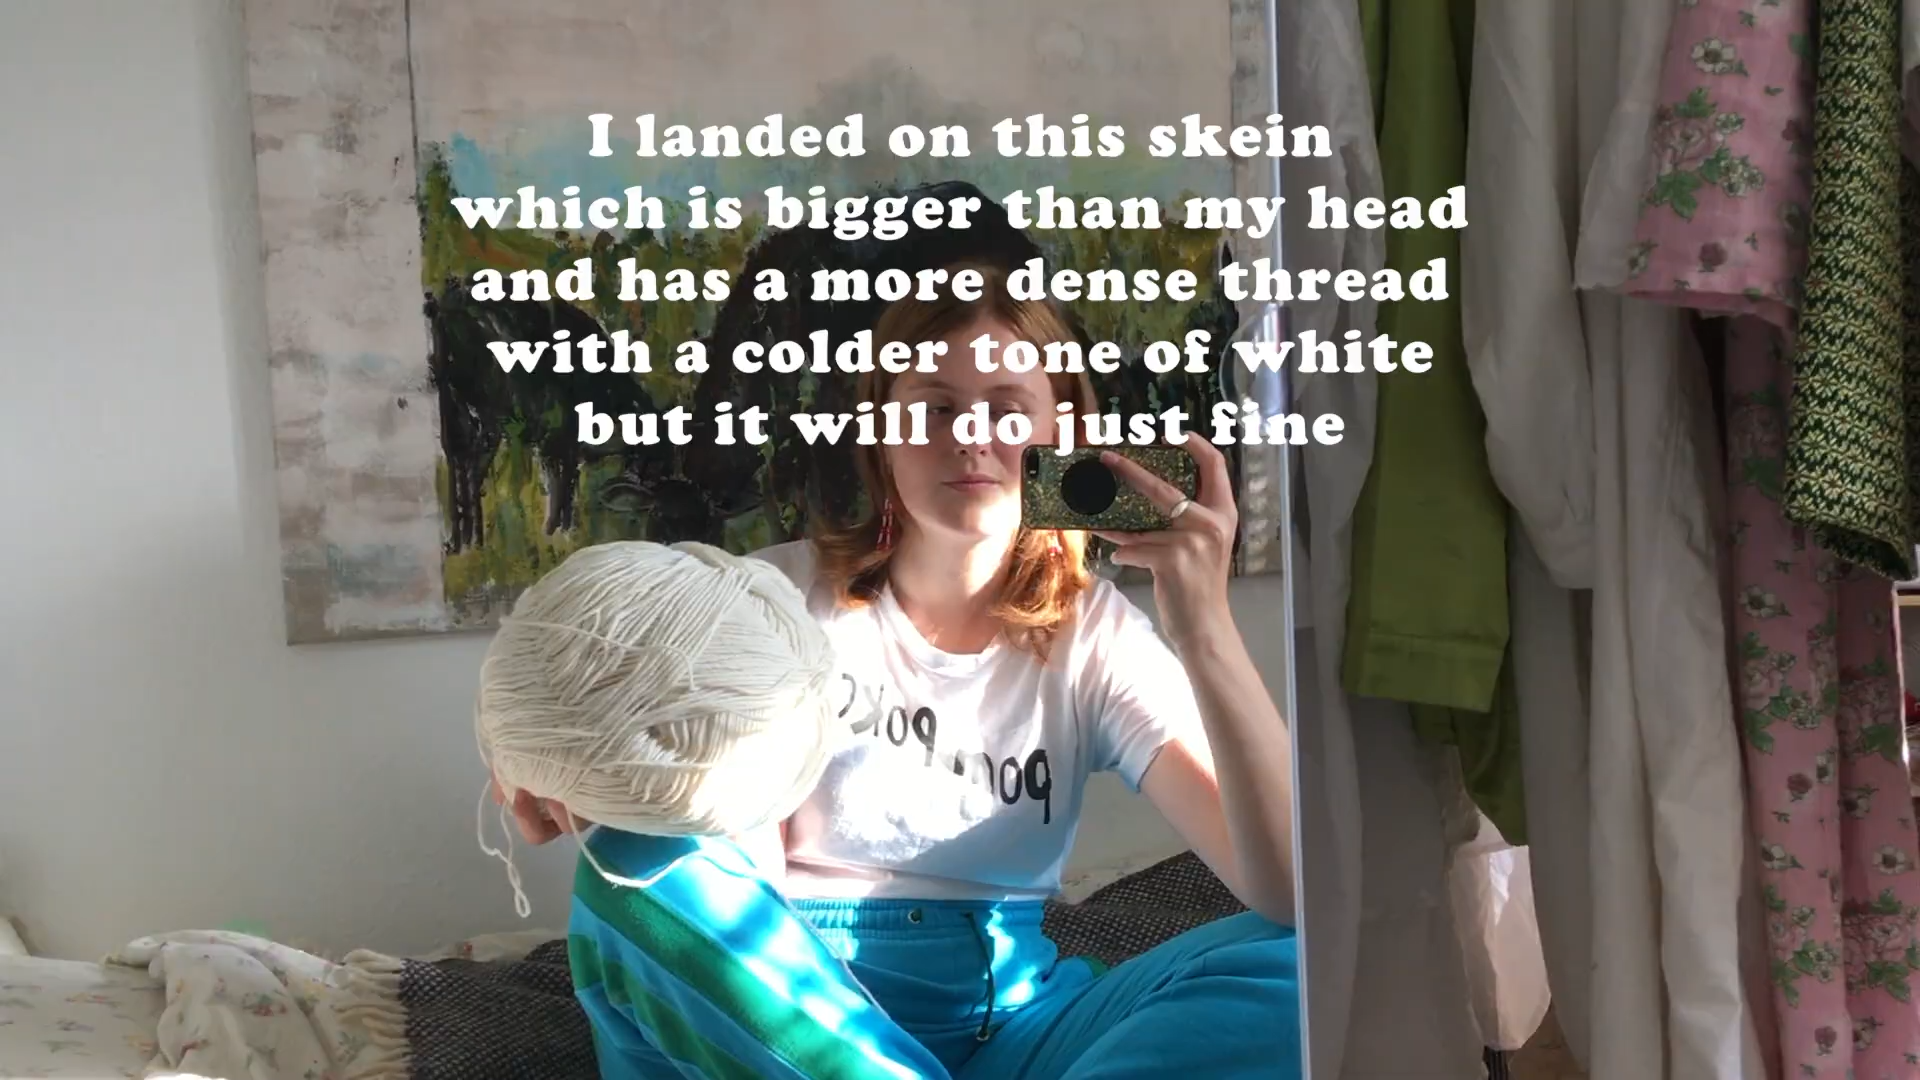 I landed on this skein
which is bigger than my head
and has a more dense thread
with a colder tone of white
but it will do just fine